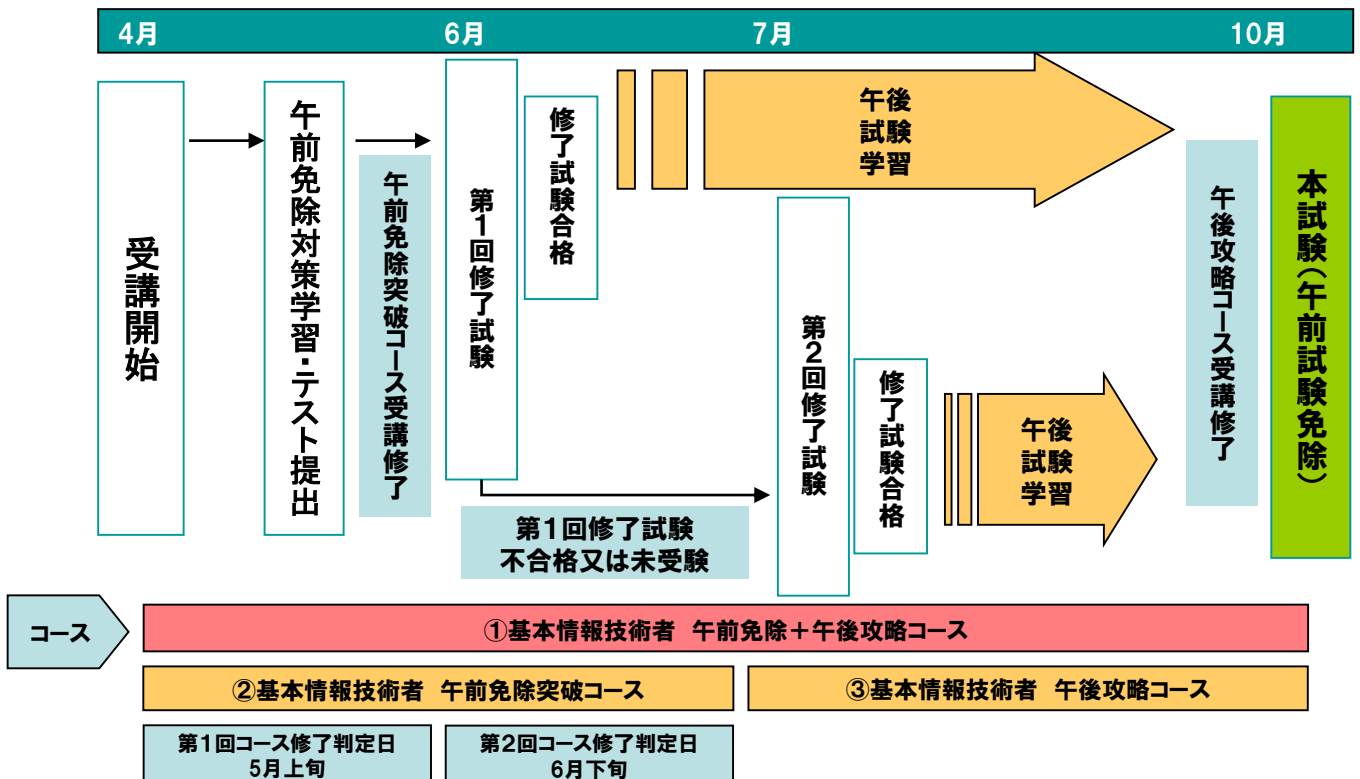 4月
6月
7月
10月
受講開始
午前免除対策学習・テスト提出
午前免除突破コース受講修了
第1回修了試験
修了試験合格
午後
試験
学習
第1回修了試験
不合格又は未受験
第2回修了試験
修了試験合格
午後
試験
学習
午後攻略コース受講修了
本試験(午前試験免除)
コース
①基本情報技術者 午前免除+午後攻略コース
②基本情報技術者 午前免除突破コース
③基本情報技術者 午後攻略コース
第1回コース修了判定日
5月上旬
第2回コース修了判定日
6月下旬